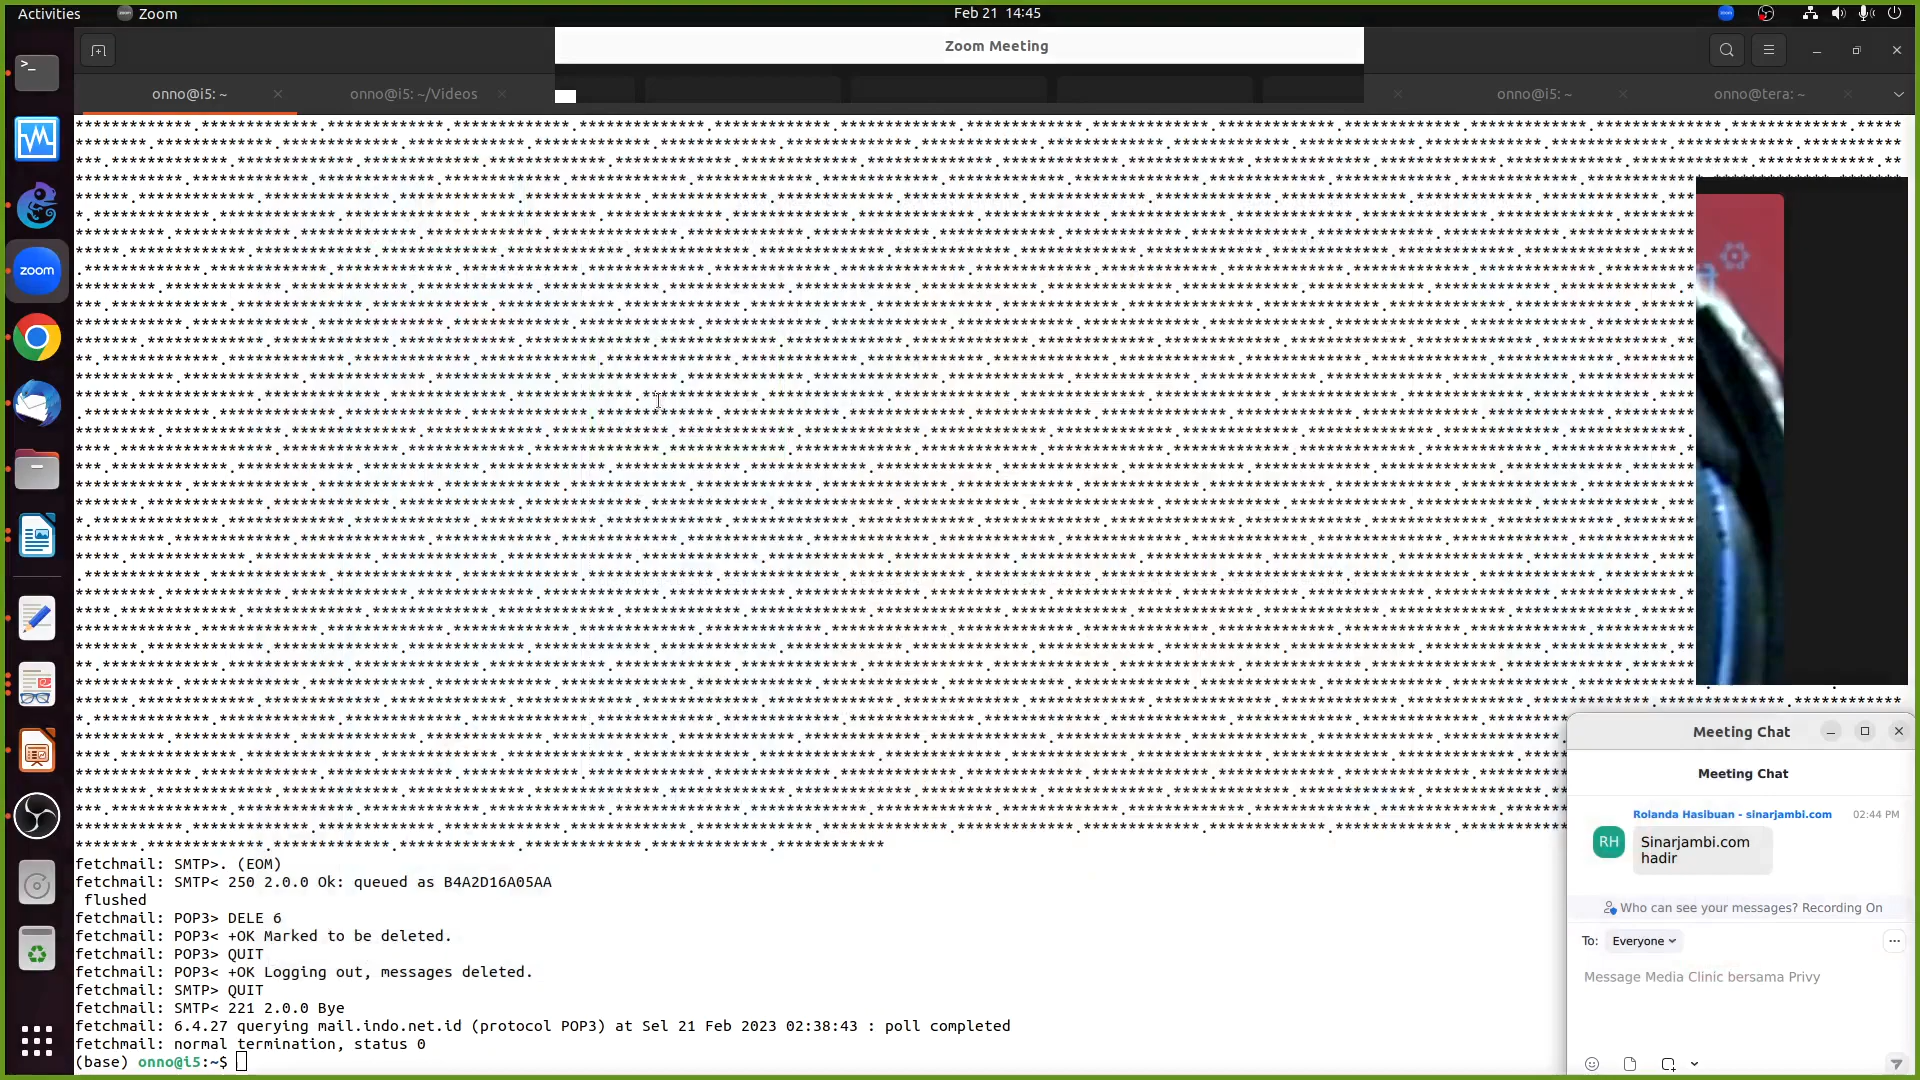 Activities
Zoom
Feb 21 14:45
Zoom Meeting
onno@i5: ~
onno@i5: ~/Videos
onno@i5: ~
onno@tera: ~
zoom
fetchmail: SMTP>. (EOM)
fetchmail: SMTP< 250 2.0.0 Ok: queued as B4A2D16A05AA
flushed
fetchmail: POP3> DELE 6
fetchmail: POP3< +OK Marked to be deleted.
fetchmail: POP3> QUIT
fetchmail: POP3< +OK Logging out, messages deleted.
fetchmail: SMTP> QUIT
fetchmail: SMTP< 221 2.0.0 Bye
fetchmail: 6.4.27 querying mail.indo.net.id (protocol POP3) at Sel 21 Feb 2023 02:38:43 : poll completed
fetchmail: normal termination, status 0
(base) onno@i5:~$
Meeting Chat
Meeting Chat
Rolanda Hasibuan - sinarjambi.com 02:44 PM
RH
Sinarjambi.com
hadir
Who can see your messages? Recording On
To: Everyone
Message Media Clinic bersama Privy